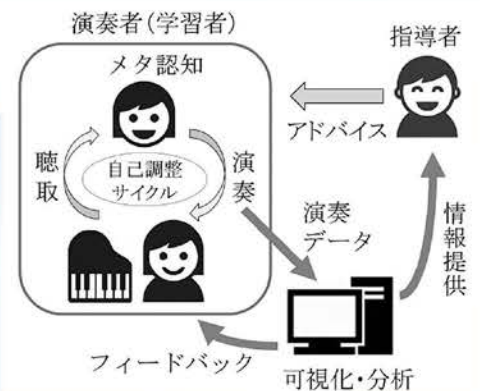 演奏者(学習者)
メタ認知
聴取
自己調整
サイクル
演奏
指導者
アドバイス
演奏
データ
情報提供
フィードバック
可視化・分析